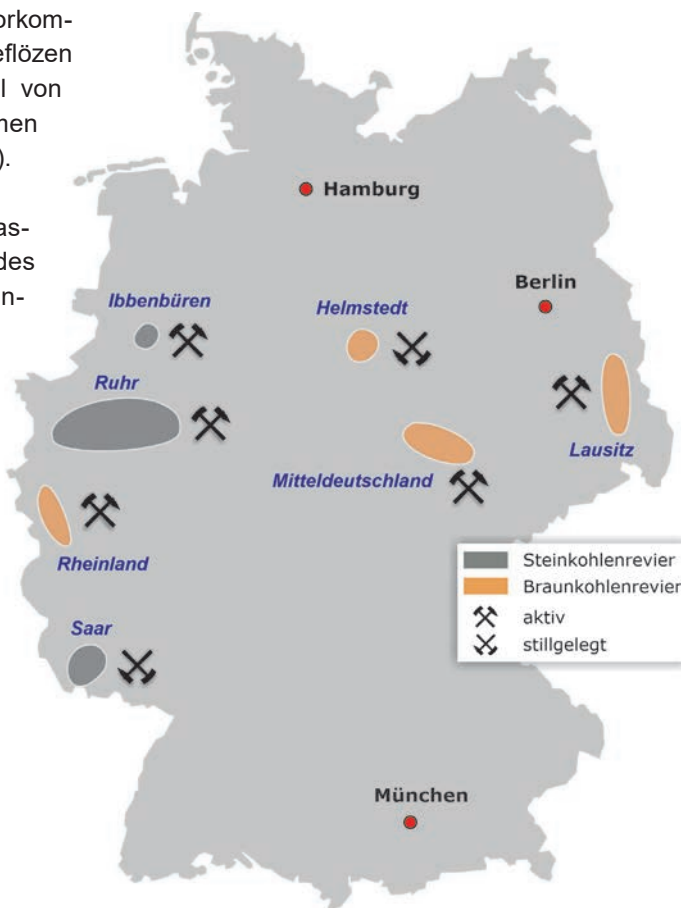 orkom-
eflözen
l von
nen
).
as-
des
n-
Hamburg
Berlin
Ibbenbüren
Helmstedt
Ruhr
Lausitz
Mitteldeutschland
Rheinland
Steinkohlenrevier
Braunkohlenrevier
aktiv
stillgelegt
Saar
München